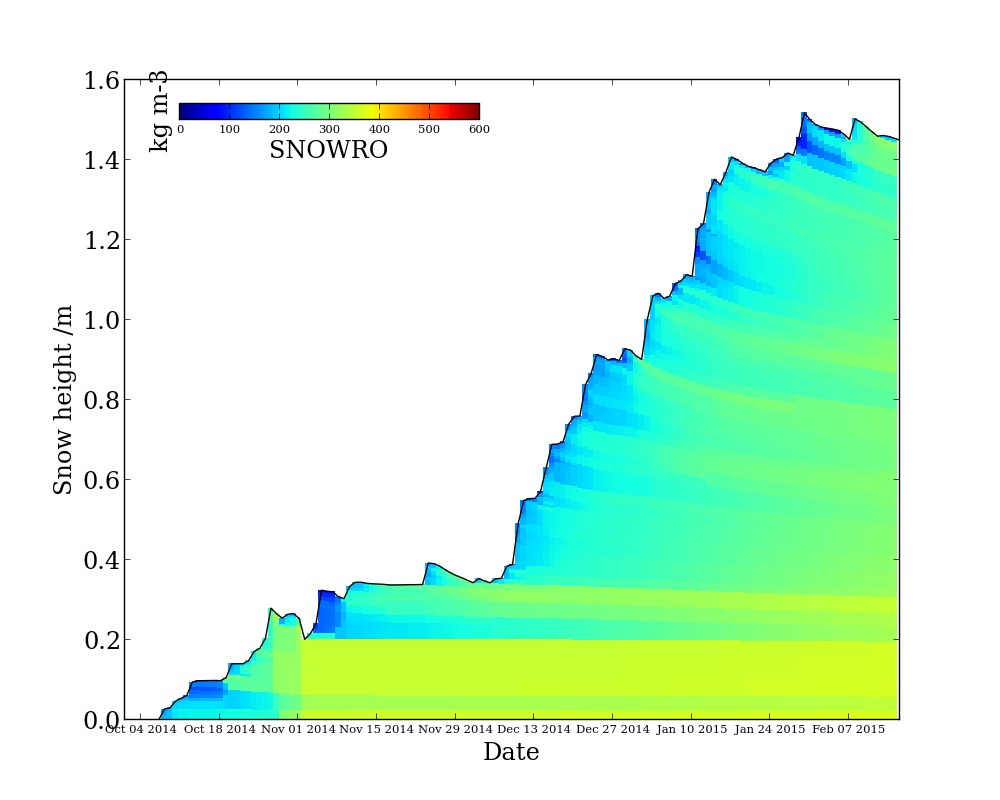 1.6
kg m-3
0 100 200 300 400 500 600
SNOWRO
1.4
1.2
1.0
0.8
0.6
0.4
0.2
0.0
Snow height /m
Oct 04 2014 Oct 18 2014 Nov 01 2014 Nov 15 2014 Nov 29 2014 Dec 13 2014 Dec 27 2014 Jan 10 2015 Jan 24 2015 Feb 07 2015
Date